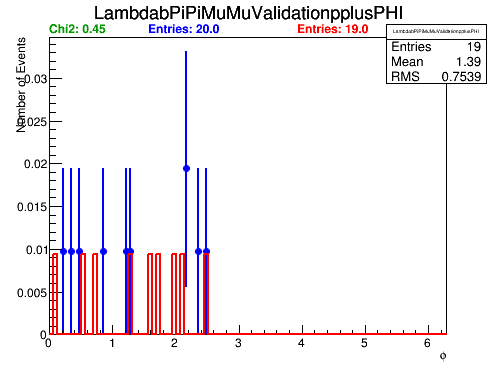 LambdabPiPiMuMuValidationpplusPHI
Chi2: 0.45 Entries: 20.0 Entries: 19.0
LambdabPiPiMuMuValidationpplusPHI
Entries 19
Mean 1.39
RMS 0.7539
Number of Events
0.03
0.025
0.02
0.015
0.01
0.005
0
0 1 2 3 4 5 6
ϕ